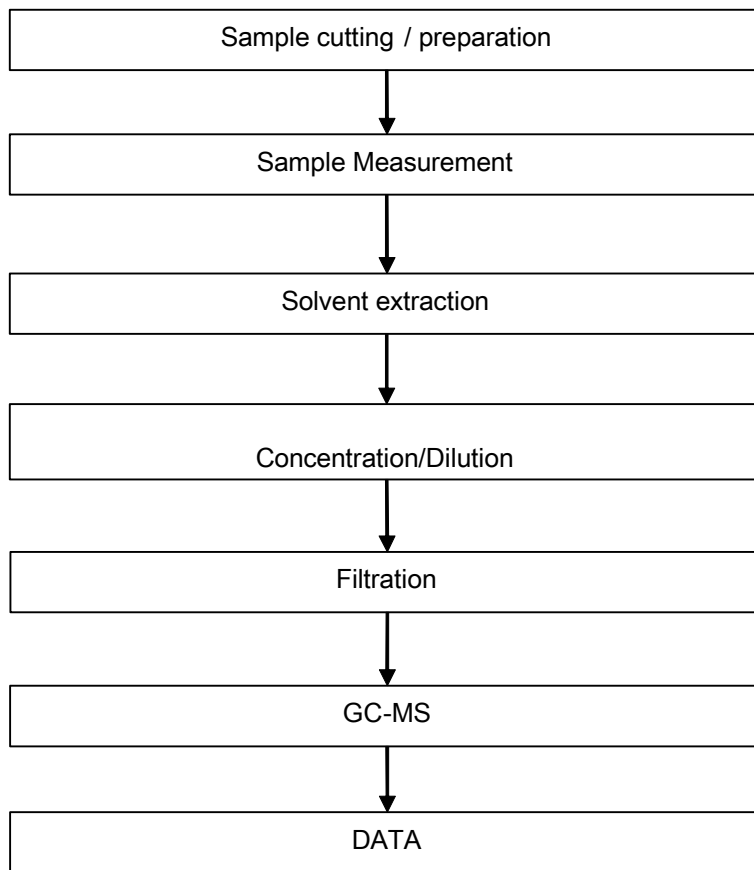 Sample cutting / preparation
Sample Measurement
Solvent extraction
Concentration/Dilution
Filtration
GC-MS
DATA